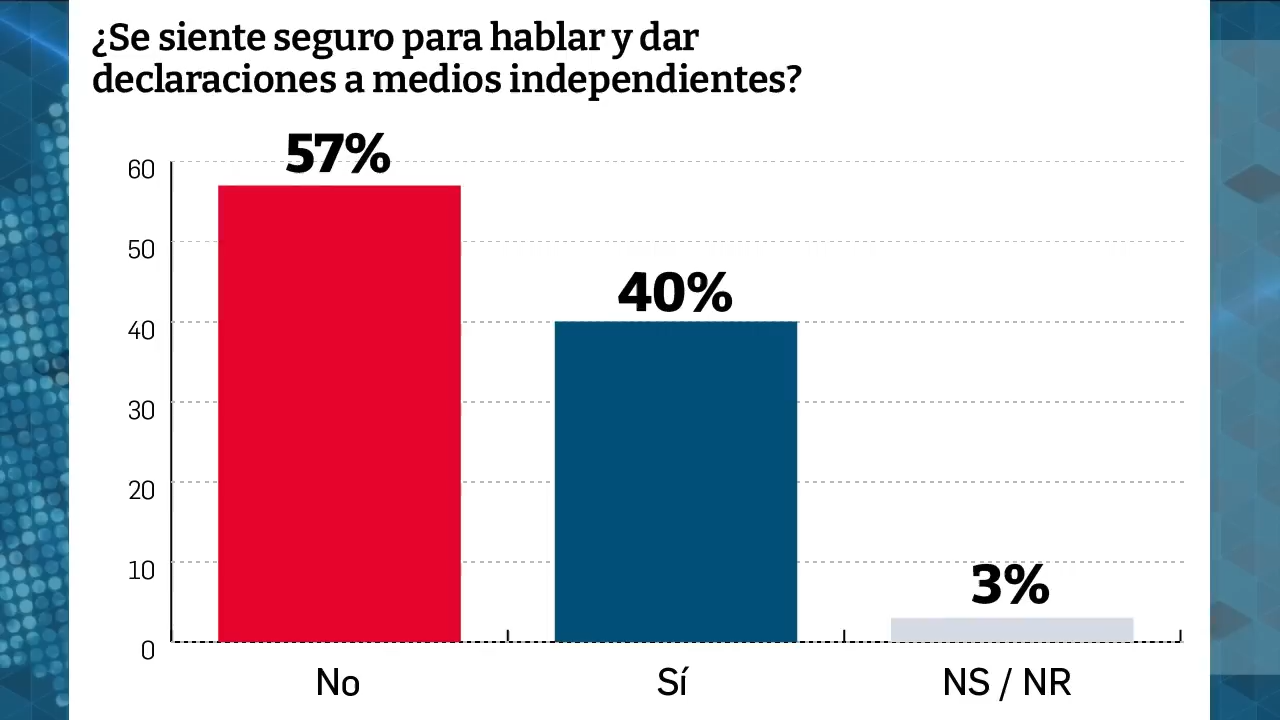 ¿Se siente seguro para hablar y dar
declaraciones a medios independientes?
57%
40%
3%
60
50
40
30
20
10
0
No
Sí
NS / NR